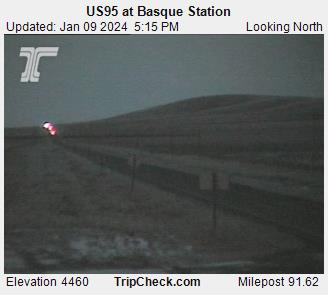 US95 at Basque Station
Updated: Jan 09 2024 5:15 PM Looking North
Elevation 4460 TripCheck.com Milepost 91.62